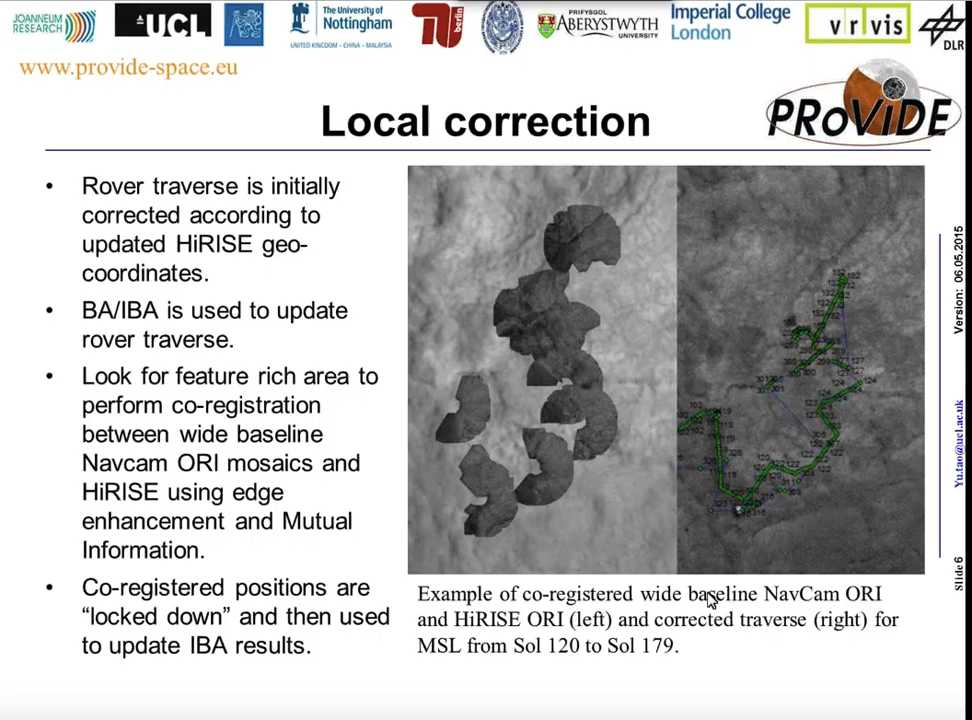 JOANNEUM
RESEARCH
UCL
The University of
Nottingham
UNITED KINGDOM · CHINA · MALAYSIA
berlin
PRIFYSGOL
ABERYSTWYTH
UNIVERSITY
Imperial College
London
vrvis
DLR
www.provide-space.eu
PRoViDE
Local correction
• Rover traverse is initially
corrected according to
updated HiRISE geo-
coordinates.
• BA/IBA is used to update
rover traverse.
• Look for feature rich area to
perform co-registration
between wide baseline
Navcam ORI mosaics and
HiRISE using edge
enhancement and Mutual
Information.
• Co-registered positions are
“locked down” and then used
to update IBA results.
132
124
124
102
Example of co-registered wide baseline NavCam ORI
and HiRISE ORI (left) and corrected traverse (right) for
MSL from Sol 120 to Sol 179.
Version: 06.05.2015
Yu.tao@ucl.ac.uk
Slide 6